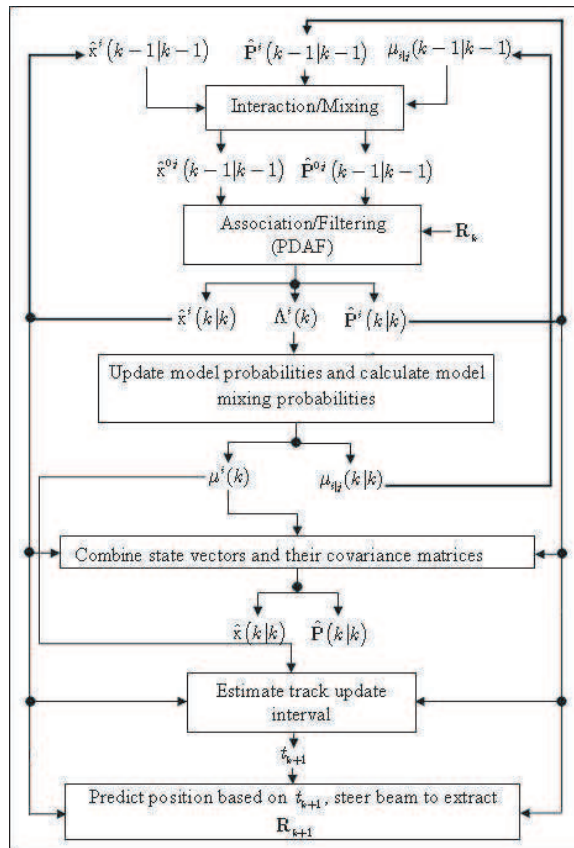 x̂ⁱ(k−1|k−1) P̂ⁱ(k−1|k−1) μᵢ|ⱼ(k−1|k−1)
Interaction/Mixing
x̂⁰ʲ(k−1|k−1) P̂⁰ʲ(k−1|k−1)
Association/Filtering
(PDAF)
Rₖ
x̂ⁱ(k|k) Λⁱ(k) P̂ⁱ(k|k)
Update model probabilities and calculate model
mixing probabilities
μⁱ(k) μᵢ|ⱼ(k|k)
Combine state vectors and their covariance matrices
x̂(k|k) P̂(k|k)
Estimate track update
interval
tₖ₊₁
Predict position based on tₖ₊₁, steer beam to extract
Rₖ₊₁